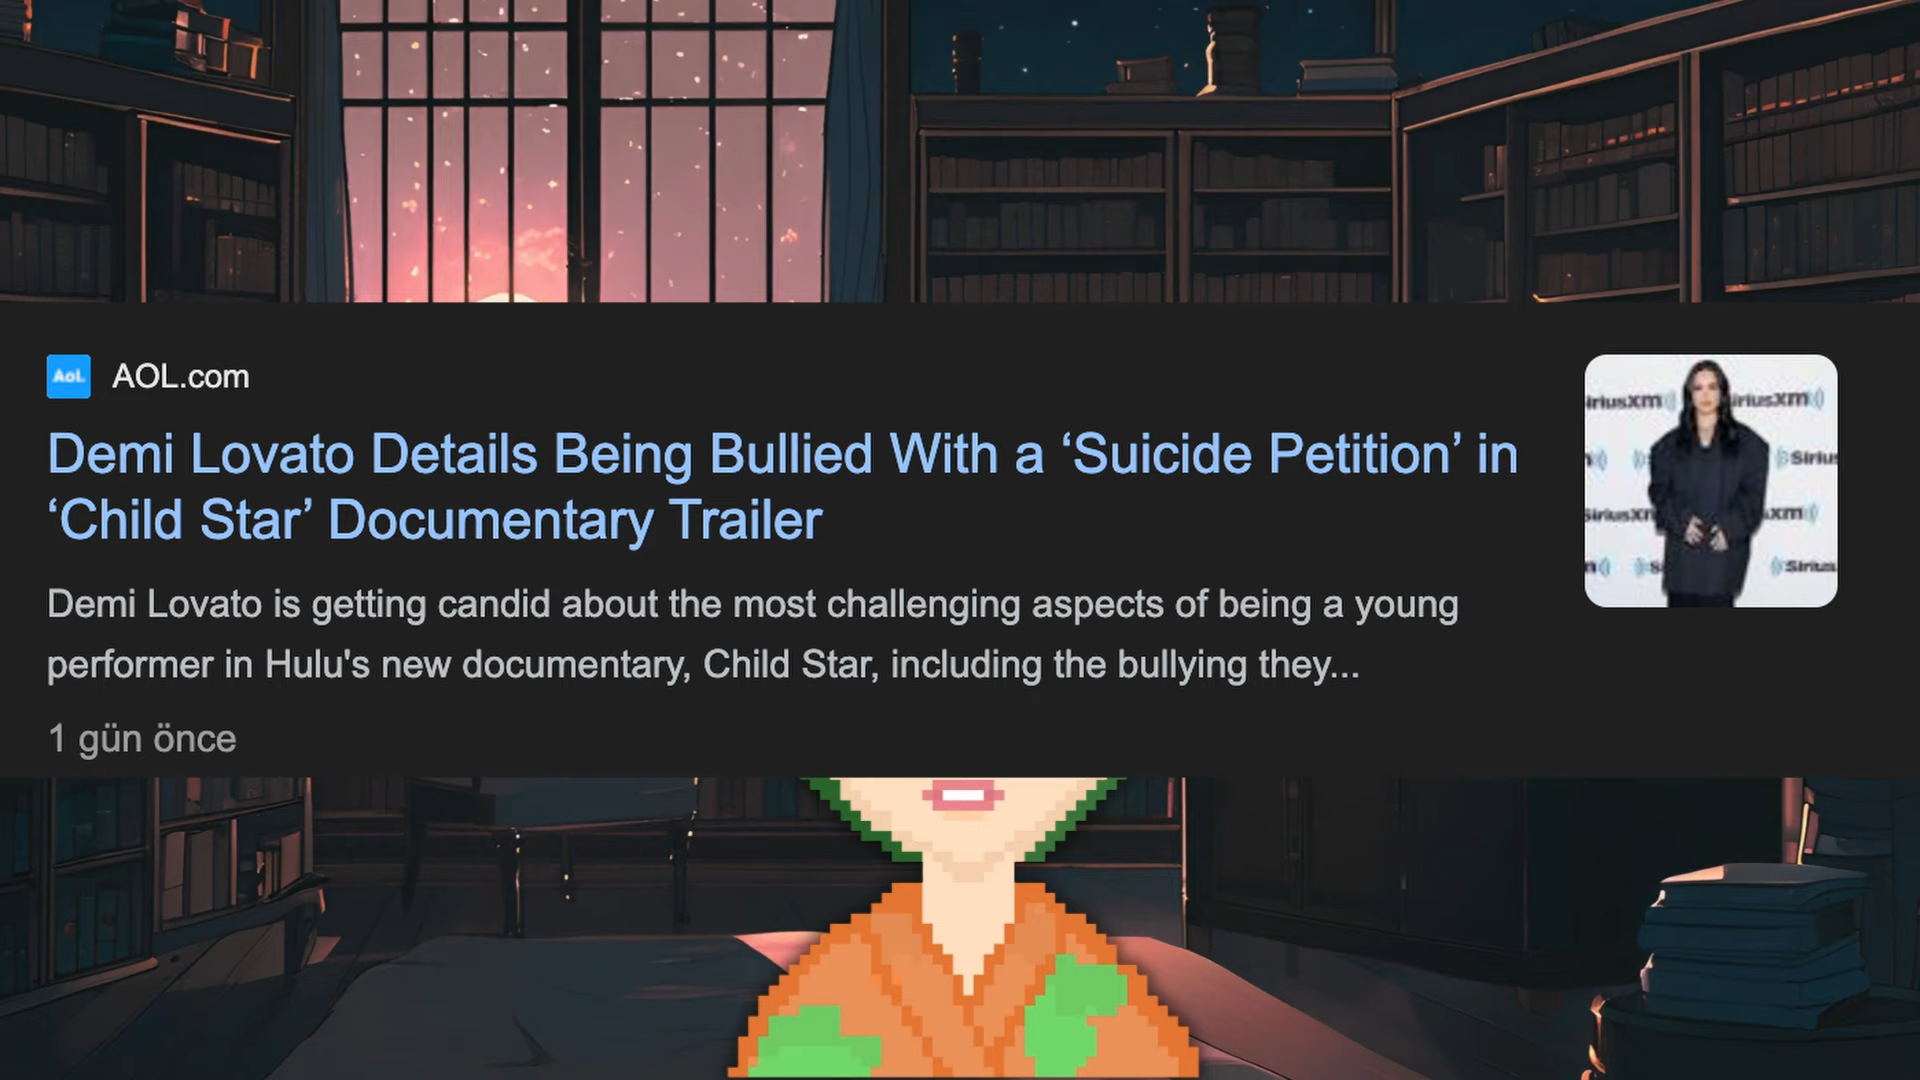 AOL.com
Demi Lovato Details Being Bullied With a ‘Suicide Petition’ in
‘Child Star’ Documentary Trailer
Demi Lovato is getting candid about the most challenging aspects of being a young
performer in Hulu's new documentary, Child Star, including the bullying they...
1 gün önce
Aol.
siriusxm